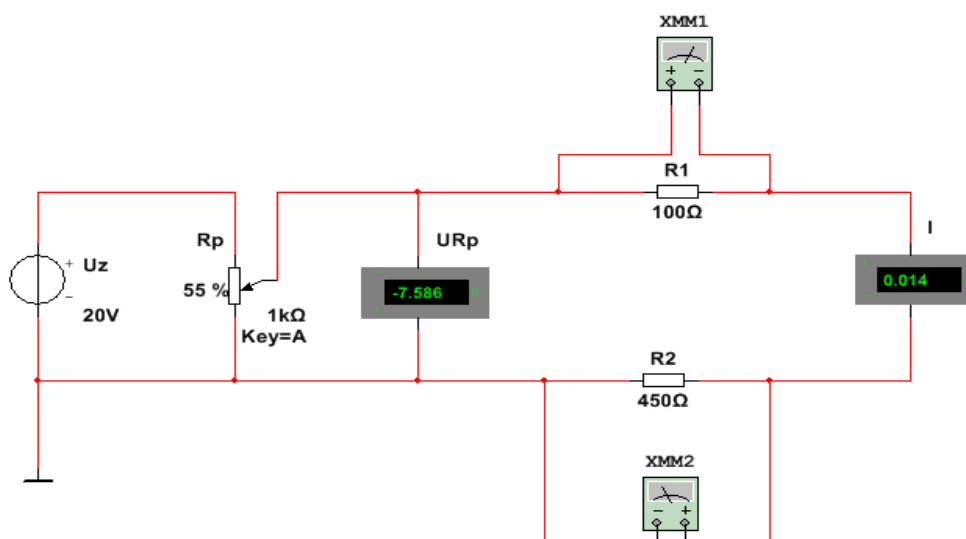 XMM1
R1
100Ω
Rp
URp
I
Uz
55 %
-7.586
0.014
20V
1kΩ
Key=A
R2
450Ω
XMM2